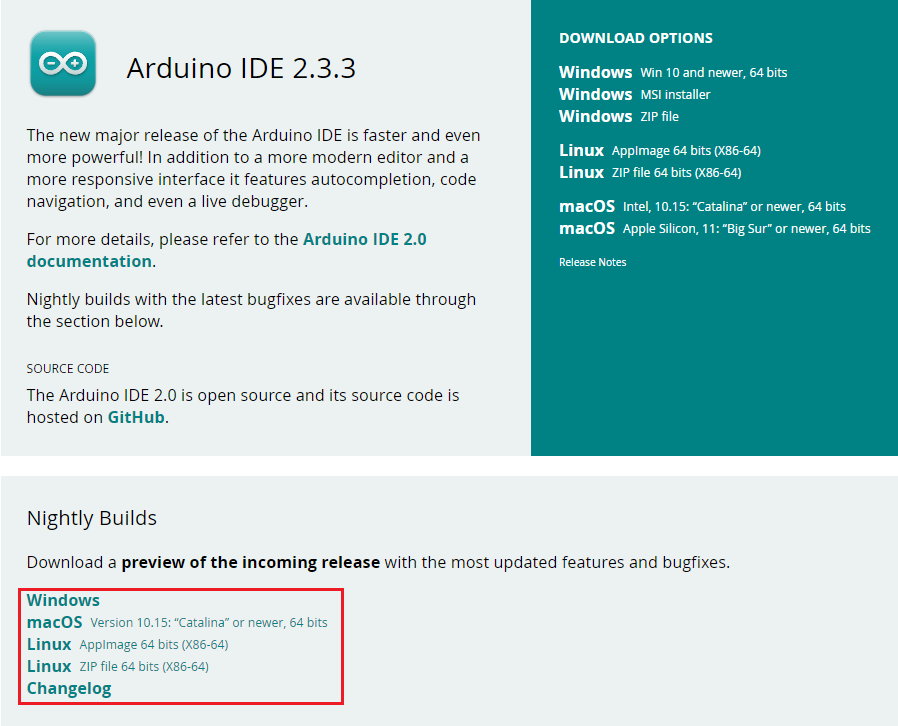 Arduino IDE 2.3.3
The new major release of the Arduino IDE is faster and even
more powerful! In addition to a more modern editor and a
more responsive interface it features autocompletion, code
navigation, and even a live debugger.
For more details, please refer to the Arduino IDE 2.0
documentation.
Nightly builds with the latest bugfixes are available through
the section below.
SOURCE CODE
The Arduino IDE 2.0 is open source and its source code is
hosted on GitHub.
DOWNLOAD OPTIONS
Windows Win 10 and newer, 64 bits
Windows MSI installer
Windows ZIP file
Linux AppImage 64 bits (X86-64)
Linux ZIP file 64 bits (X86-64)
macOS Intel, 10.15: “Catalina” or newer, 64 bits
macOS Apple Silicon, 11: “Big Sur” or newer, 64 bits
Release Notes
Nightly Builds
Download a preview of the incoming release with the most updated features and bugfixes.
Windows
macOS Version 10.15: “Catalina” or newer, 64 bits
Linux AppImage 64 bits (X86-64)
Linux ZIP file 64 bits (X86-64)
Changelog